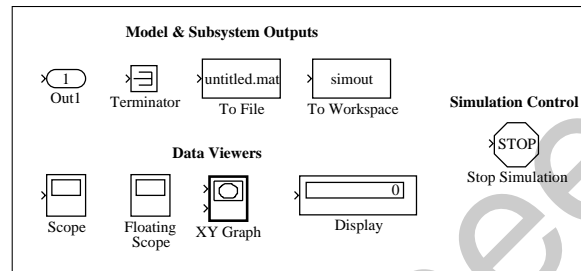 Model & Subsystem Outputs
1
Out1
Terminator
untitled.mat
To File
simout
To Workspace
Simulation Control
STOP
Stop Simulation
Data Viewers
Scope
Floating
Scope
XY Graph
0
Display